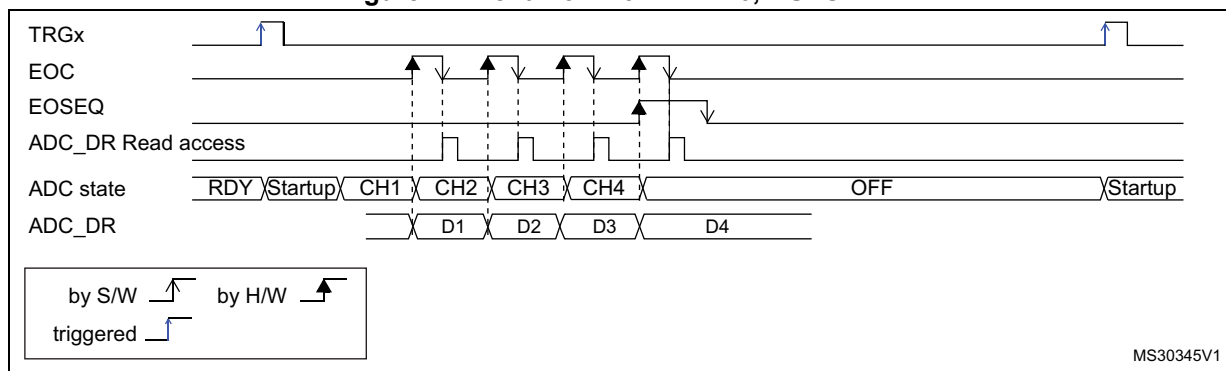 TRGx
EOC
EOSEQ
ADC_DR Read access
ADC state RDY Startup CH1 CH2 CH3 CH4 OFF Startup
ADC_DR D1 D2 D3 D4
by S/W by H/W
triggered
MS30345V1